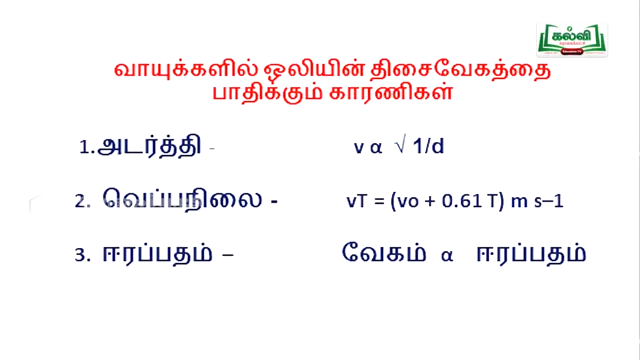 கல்வி
வாயுக்களில் ஒலியின் திசைவேகத்தை
பாதிக்கும் காரணிகள்
1.அடர்த்தி - v α √ 1/d
2. வெப்பநிலை - vT = (vo + 0.61 T) m s–1
3. ஈரப்பதம் – வேகம் α ஈரப்பதம்